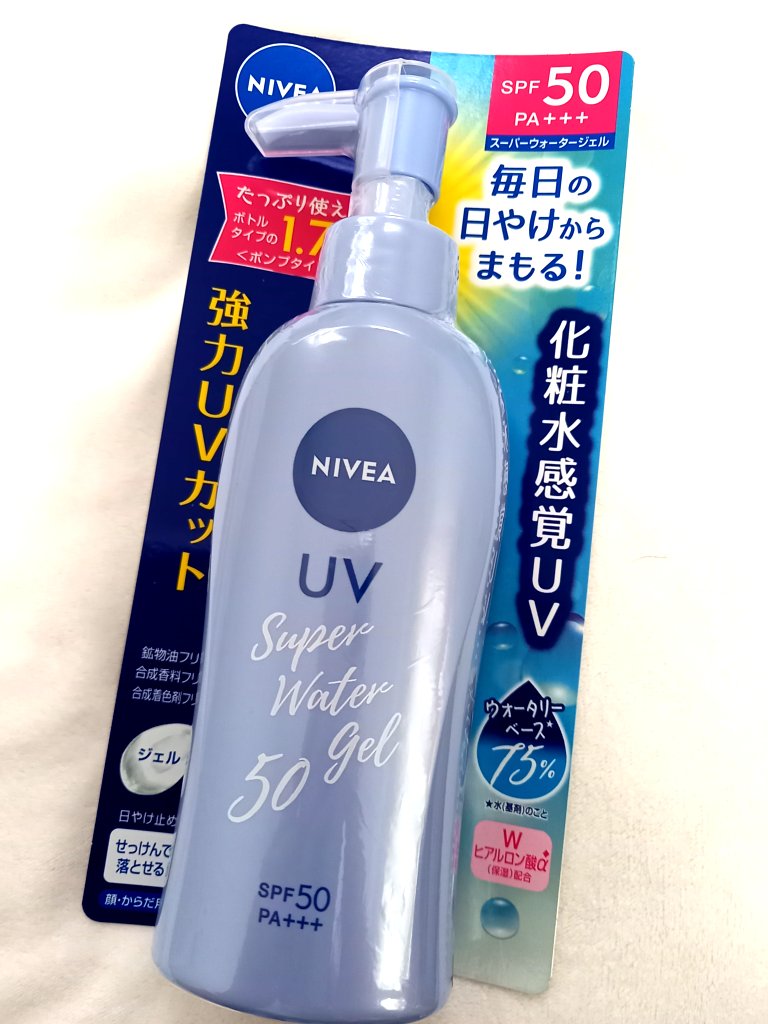 NIVEA
SPF 50
PA+++
スーパーウォータージェル
たっぷり使え
ボトル
タイプの 1.7
<ポンプタイ
毎日の
日やけから
まもる!
強力UVカット
化粧水感覚UV
NIVEA
UV
Super
Water
Gel
50
SPF50
PA+++
鉱物油フリ
合成香料フリ
合成着色剤フリ
ジェル
日やけ止め
せっけんで
落とせる
顔・からだ用
ウォータリー
ベース★
75%
★水(基剤)のこと
W
ヒアルロン酸α
(保湿)配合